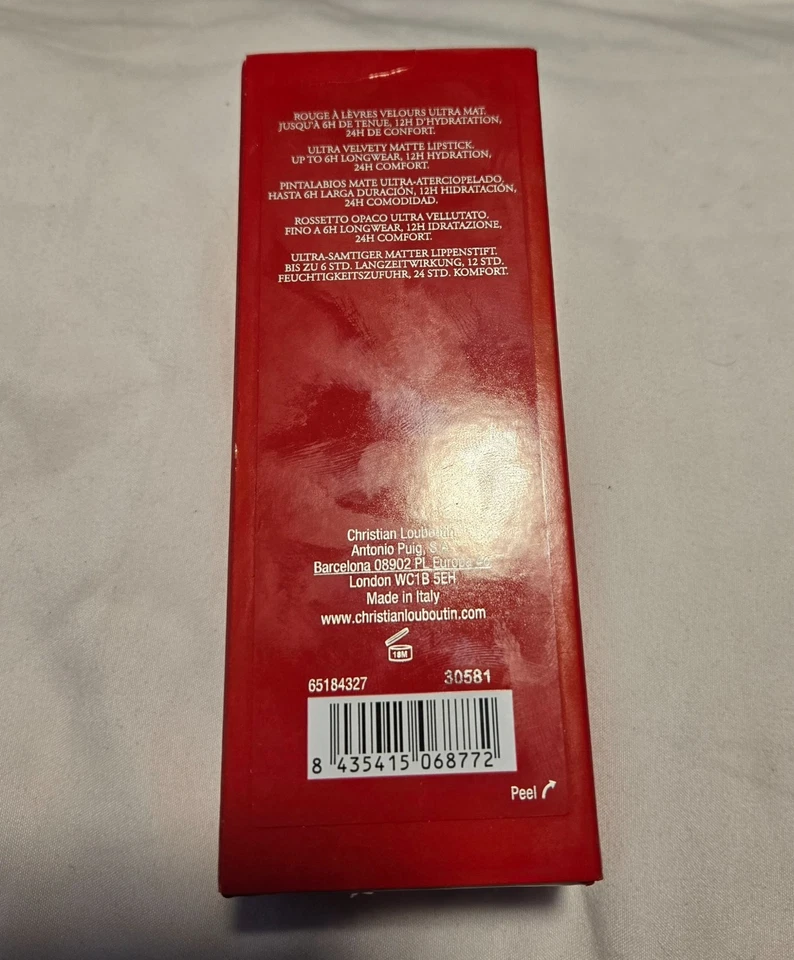 ROUGE À LÈVRES VELOURS ULTRA MAT.
JUSQU'À 6H DE TENUE, 12H D'HYDRATATION,
24H DE CONFORT.
ULTRA VELVETY MATTE LIPSTICK.
UP TO 6H LONGWEAR, 12H HYDRATION,
24H COMFORT.
PINTALABIOS MATE ULTRA-ATERCIOPELADO.
HASTA 6H LARGA DURACIÓN, 12H HIDRATACIÓN,
24H COMODIDAD.
ROSSETTO OPACO ULTRA VELLUTATO.
FINO A 6H LONGWEAR, 12H IDRATAZIONE,
24H COMFORT.
ULTRA-SAMTIGER MATTER LIPPENSTIFT.
BIS ZU 6 STD. LANGZEITWIRKUNG, 12 STD.
FEUCHTIGKEITSZUFUHR, 24 STD. KOMFORT.
Christian Louboutin
Antonio Puig,
Barcelona 08902 PL Europa
London WC1B 5EH
Made in Italy
www.christianlouboutin.com
18M
65184327 30581
8 435415 068772
Peel